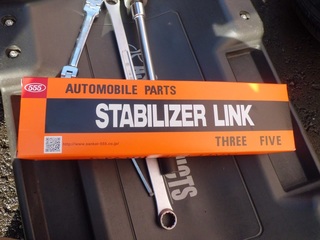 555
AUTOMOBILE PARTS
STABILIZER LINK
THREE FIVE